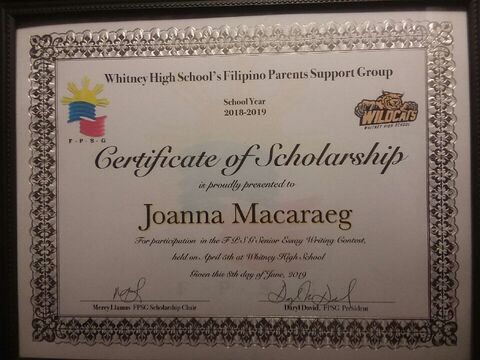 Whitney High School's Filipino Parents Support Group
School Year
2018-2019
F-P-S-G
WILDCATS
WHITNEY HIGH SCHOOL
Certificate of Scholarship
is proudly presented to
Joanna Macaraeg
For participation in the F.P.S.G Senior Essay Writing Contest,
held on April 5th at Whitney High School
Given this 8th day of June, 2019
Mercy Llamas FPSG Scholarship Chair
Daryl David, FPSG President